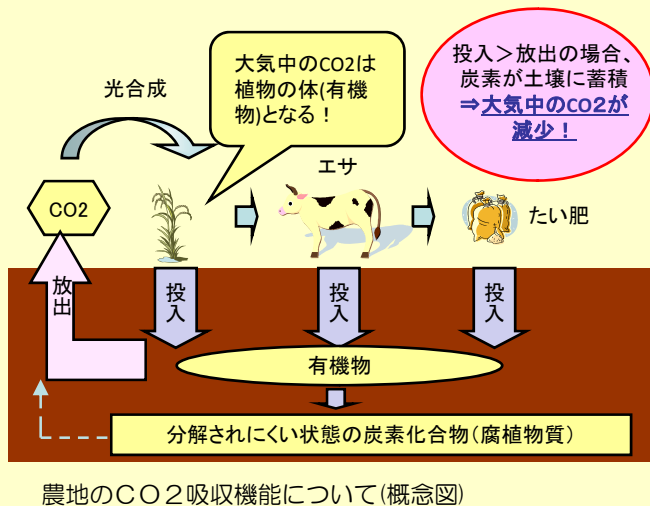 光合成
大気中のCO2は
植物の体(有機
物)となる！
投入＞放出の場合、
炭素が土壌に蓄積
⇒大気中のCO2が
減少！
エサ
CO2
たい肥
放出
投入
投入
投入
有機物
分解されにくい状態の炭素化合物(腐植物質)
農地のＣＯ２吸収機能について(概念図)